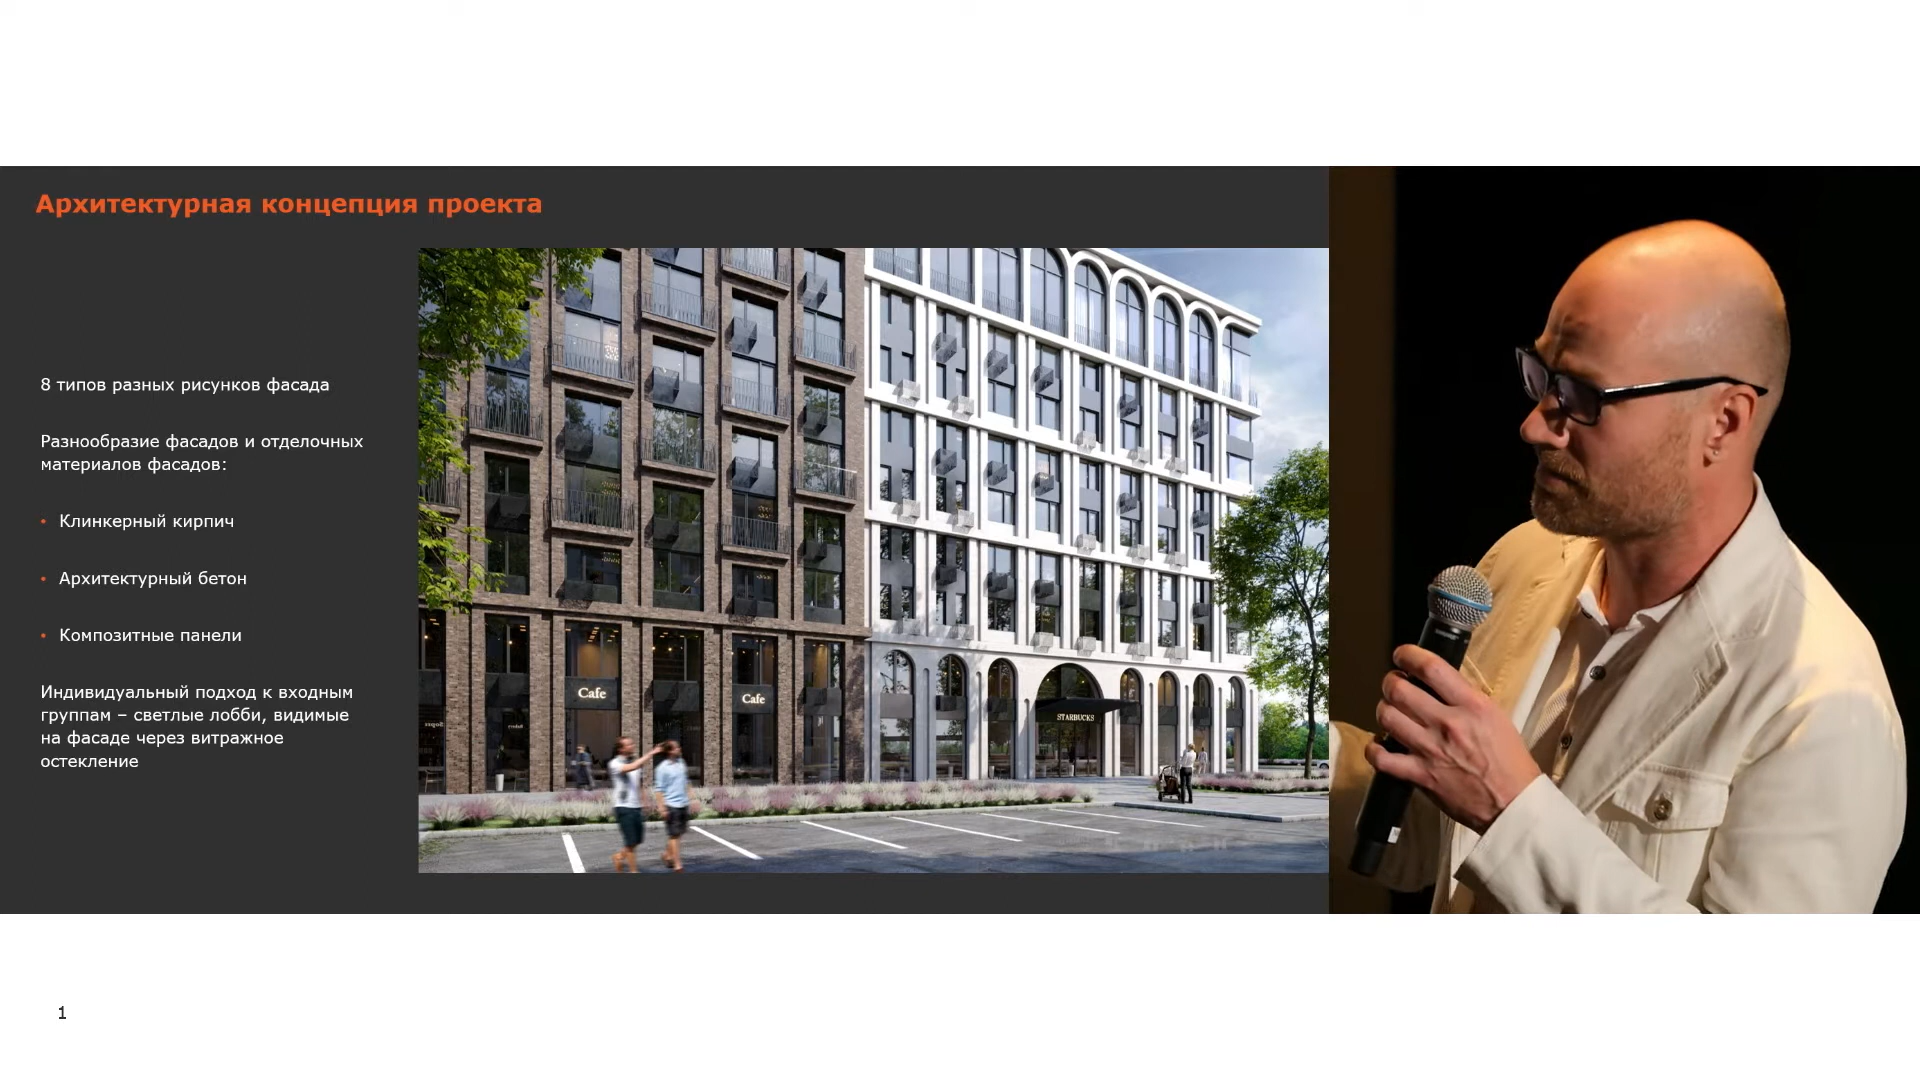 Архитектурная концепция проекта
8 типов разных рисунков фасада
Разнообразие фасадов и отделочных
материалов фасадов:
• Клинкерный кирпич
• Архитектурный бетон
• Композитные панели
Индивидуальный подход к входным
группам – светлые лобби, видимые
на фасаде через витражное
остекление
Cafe
Cafe
STARBUCKS
1